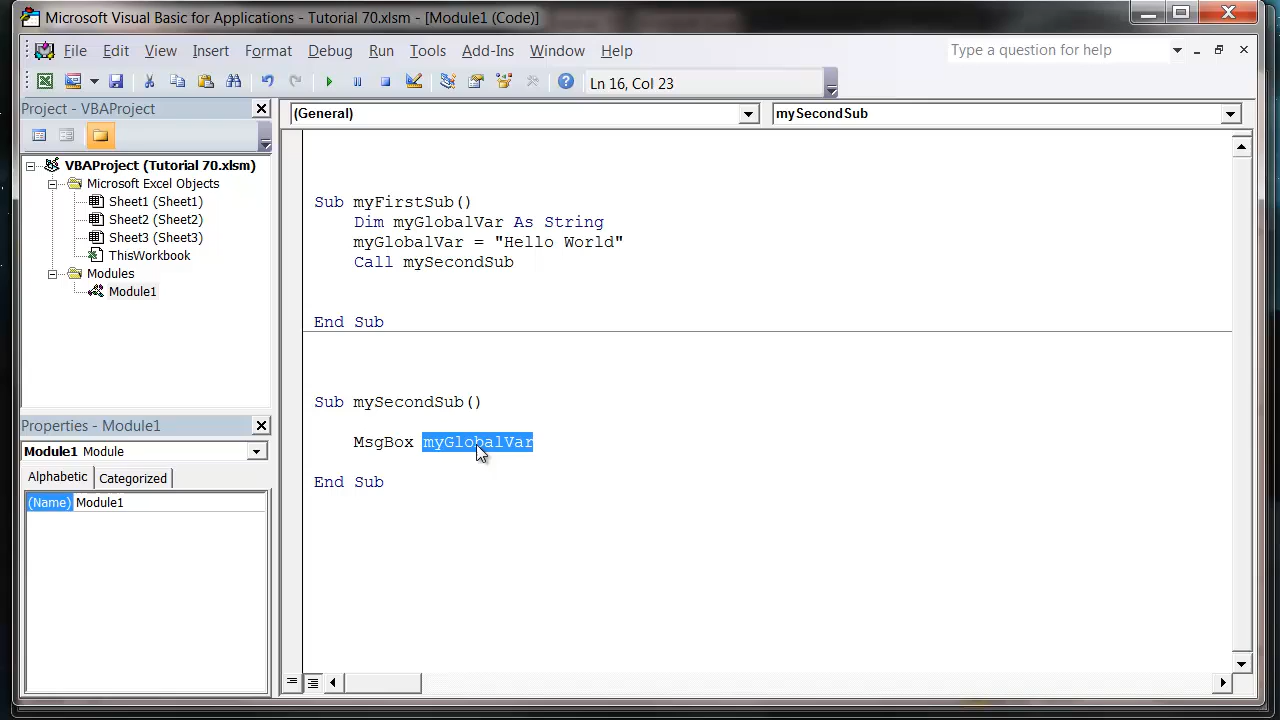 Microsoft Visual Basic for Applications - Tutorial 70.xlsm - [Module1 (Code)]
File Edit View Insert Format Debug Run Tools Add-Ins Window Help
Type a question for help
Ln 16, Col 23
Project - VBAProject
VBAProject (Tutorial 70.xlsm)
Microsoft Excel Objects
Sheet1 (Sheet1)
Sheet2 (Sheet2)
Sheet3 (Sheet3)
ThisWorkbook
Modules
Module1
Properties - Module1
Module1 Module
Alphabetic Categorized
(Name) Module1
(General) mySecondSub
Sub myFirstSub()
Dim myGlobalVar As String
myGlobalVar = "Hello World"
Call mySecondSub
End Sub
Sub mySecondSub()
MsgBox myGlobalVar
End Sub